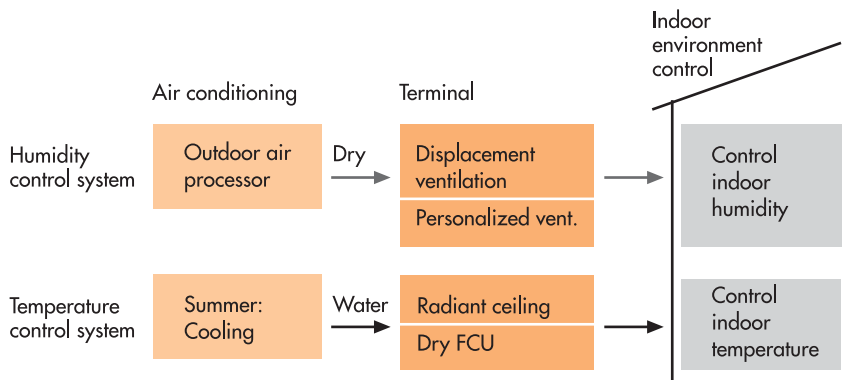 Indoor
environment
control
Air conditioning
Terminal
Humidity
control system
Outdoor air
processor
Dry
Displacement
ventilation
Personalized vent.
Control
indoor
humidity
Temperature
control system
Summer:
Cooling
Water
Radiant ceiling
Dry FCU
Control
indoor
temperature